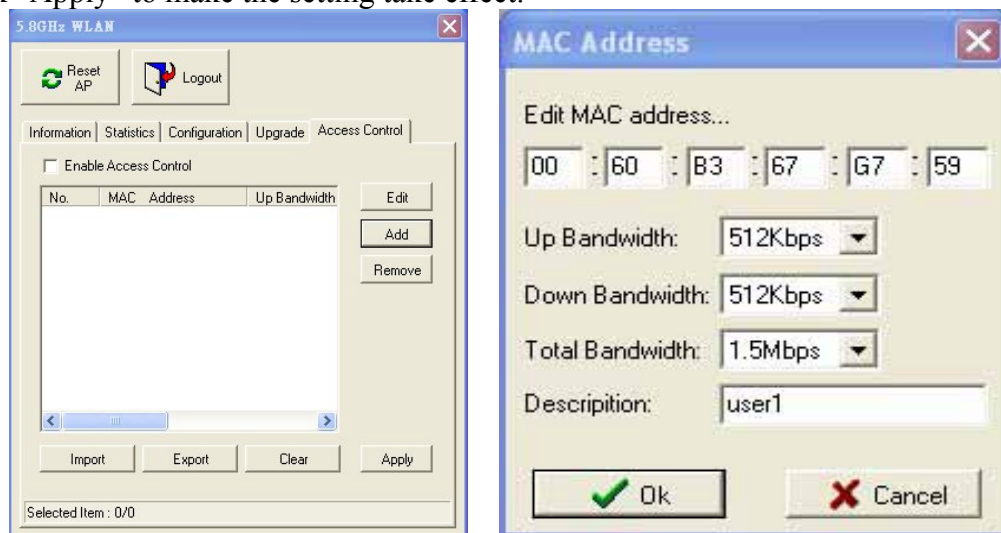 "Apply" to make the setting take effect.
5.8GHz WLAN
Reset AP
Logout
Information Statistics Configuration Upgrade Access Control
Enable Access Control
No. MAC Address Up Bandwidth
Edit
Add
Remove
Import Export Clear Apply
Selected Item : 0/0
MAC Address
Edit MAC address...
00 : 60 : B3 : 67 : G7 : 59
Up Bandwidth: 512Kbps
Down Bandwidth: 512Kbps
Total Bandwidth: 1.5Mbps
Descripition: user1
Ok Cancel